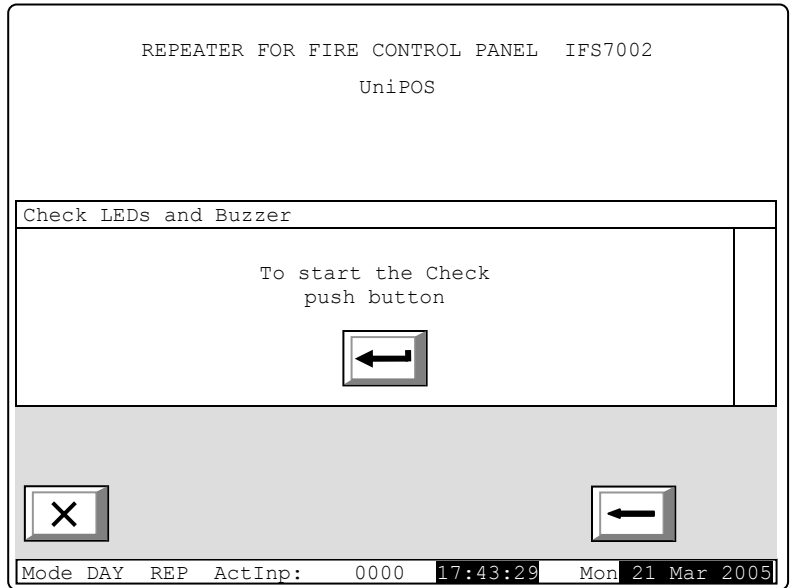 REPEATER FOR FIRE CONTROL PANEL IFS7002
UniPOS
Check LEDs and Buzzer
To start the Check
push button
Mode DAY REP ActInp: 0000 17:43:29 Mon 21 Mar 2005